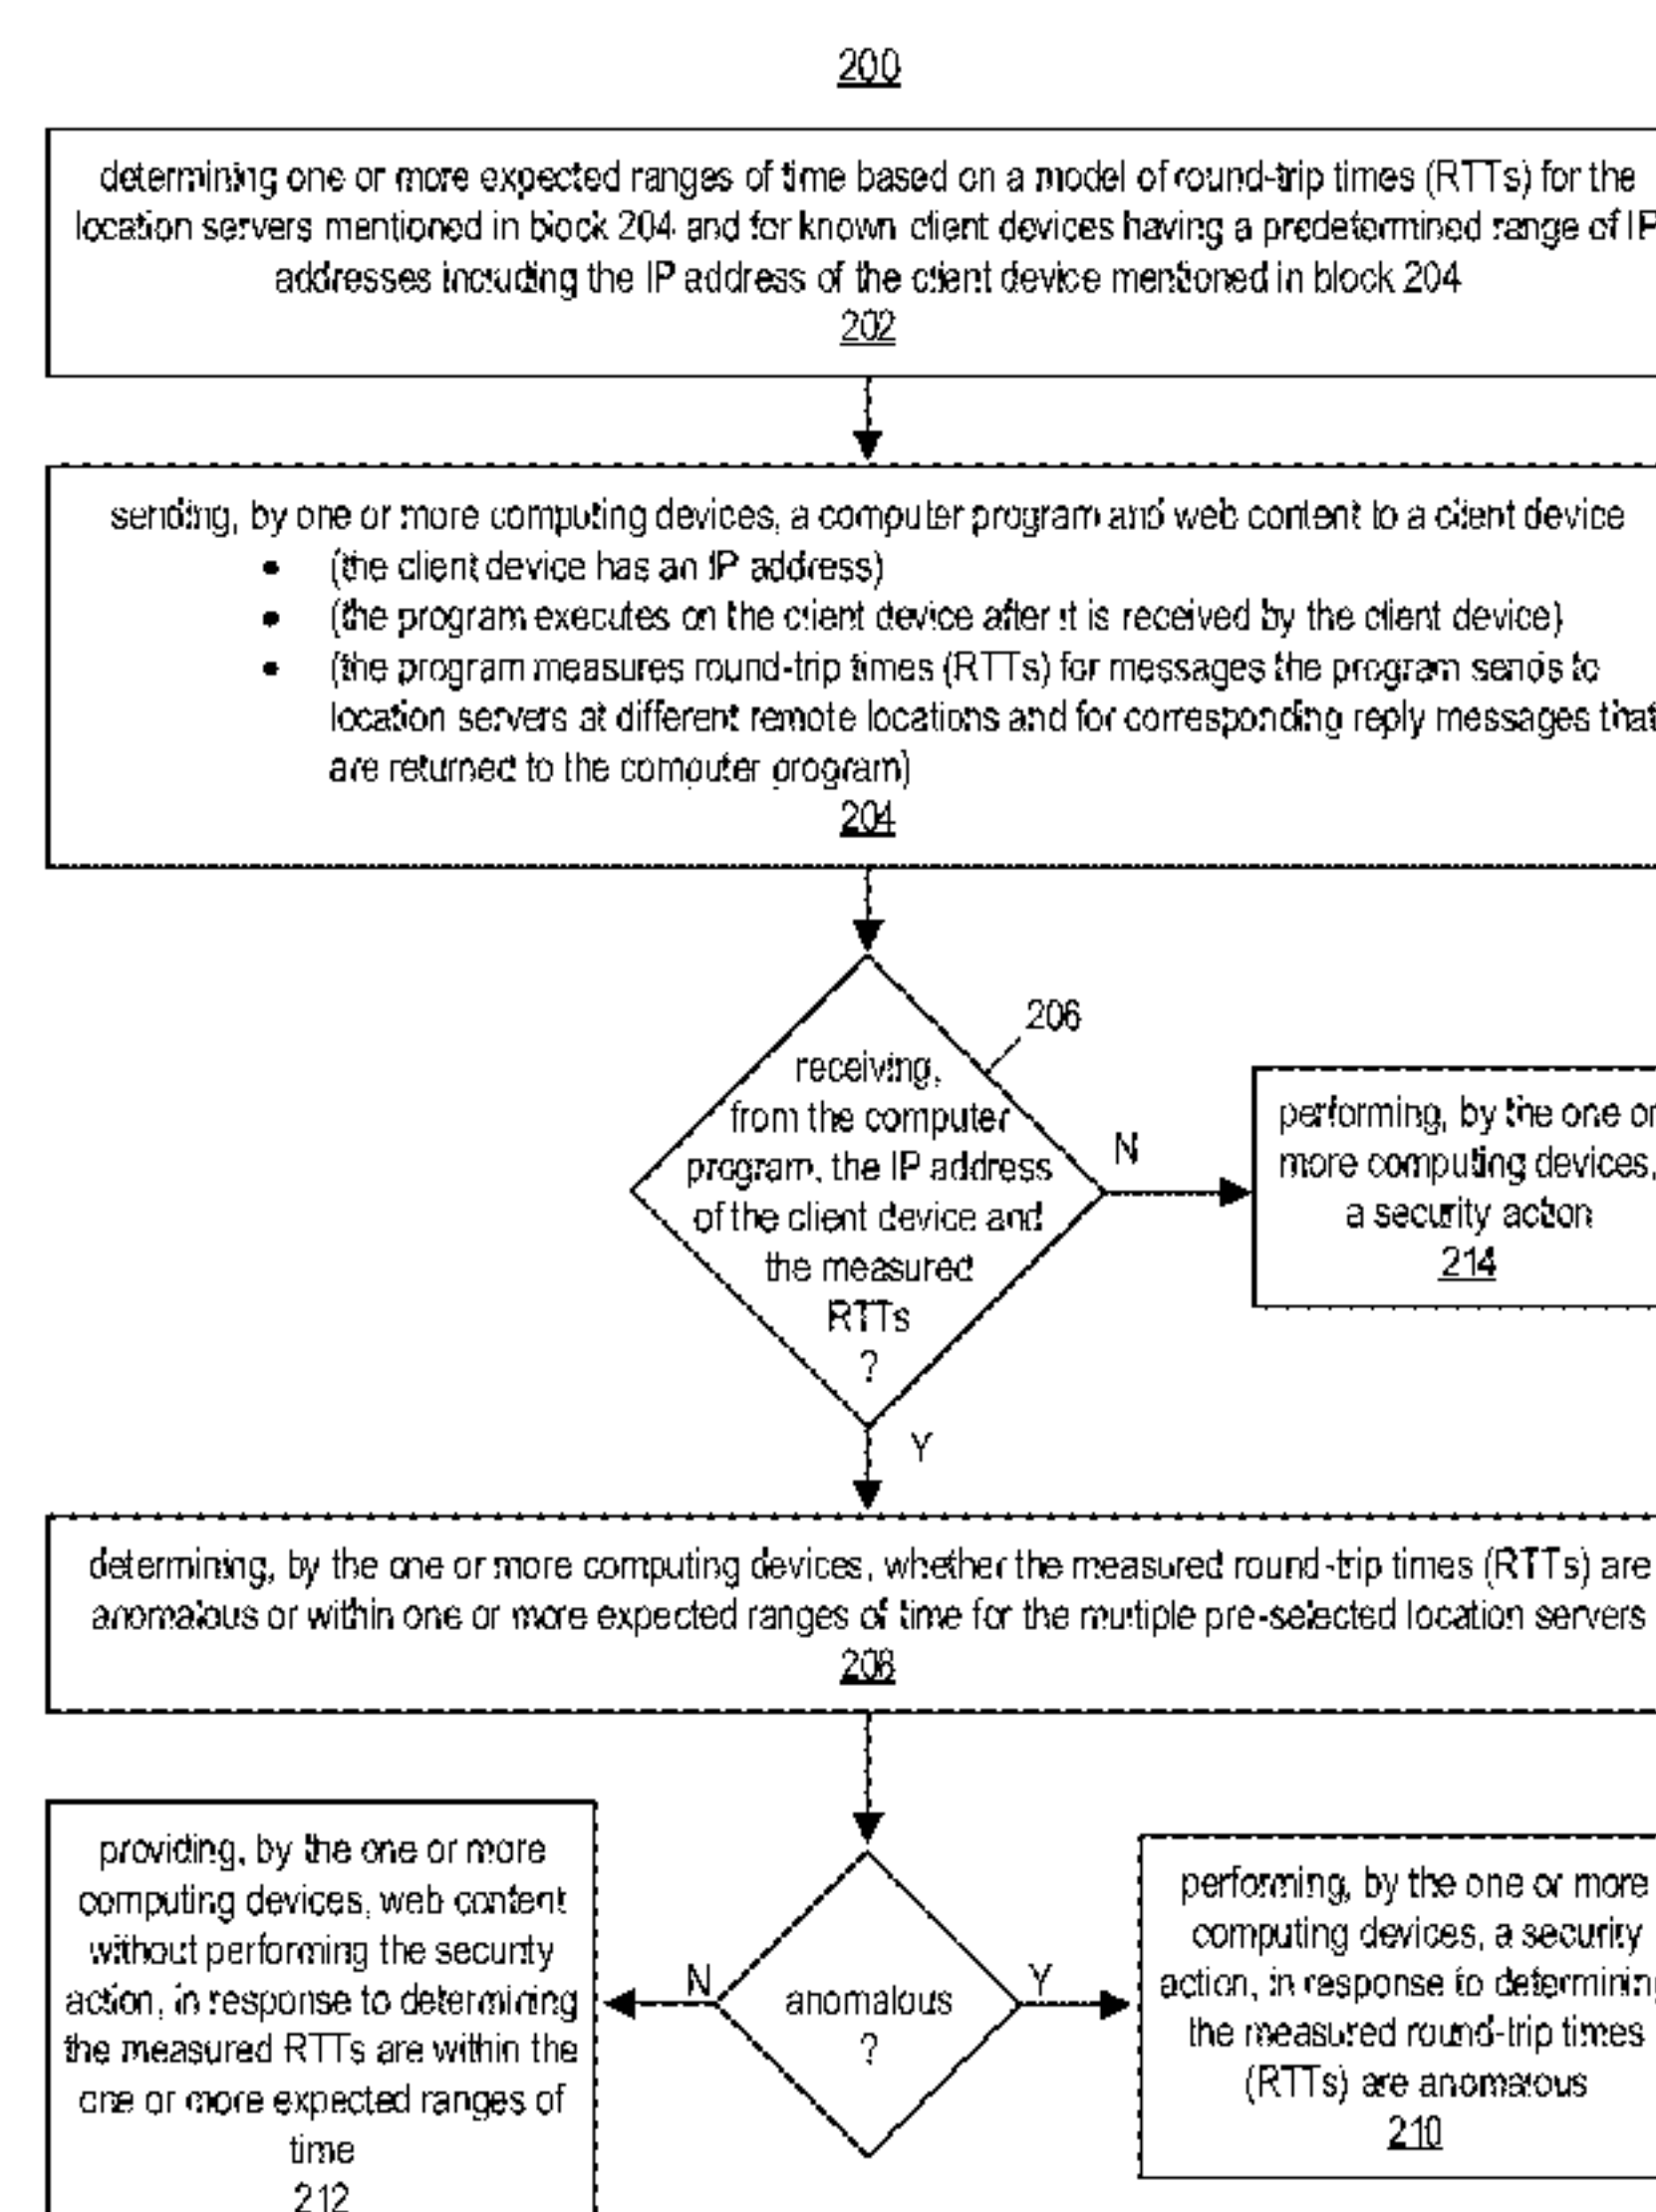 200
determining one or more expected ranges of time based on a model of round-trip times (RTTs) for the
location servers mentioned in block 204 and for known client devices having a predetermined range of IP
addresses including the IP address of the client device mentioned in block 204
202
sending, by one or more computing devices, a computer program and web content to a client device
• (the client device has an IP address)
• (the program executes on the client device after it is received by the client device)
• (the program measures round-trip times (RTTs) for messages the program sends to
location servers at different remote locations and for corresponding reply messages that
are returned to the computer program)
204
206
receiving,
from the computer
program, the IP address
of the client device and
the measured
RTTs
?
N
performing, by the one or
more computing devices,
a security action
214
Y
determining, by the one or more computing devices, whether the measured round-trip times (RTTs) are
anomalous or within one or more expected ranges of time for the multiple pre-selected location servers
208
providing, by the one or more
computing devices, web content
without performing the security
action, in response to determining
the measured RTTs are within the
one or more expected ranges of
time
212
N
anomalous
?
Y
performing, by the one or more
computing devices, a security
action, in response to determining
the measured round-trip times
(RTTs) are anomalous
210